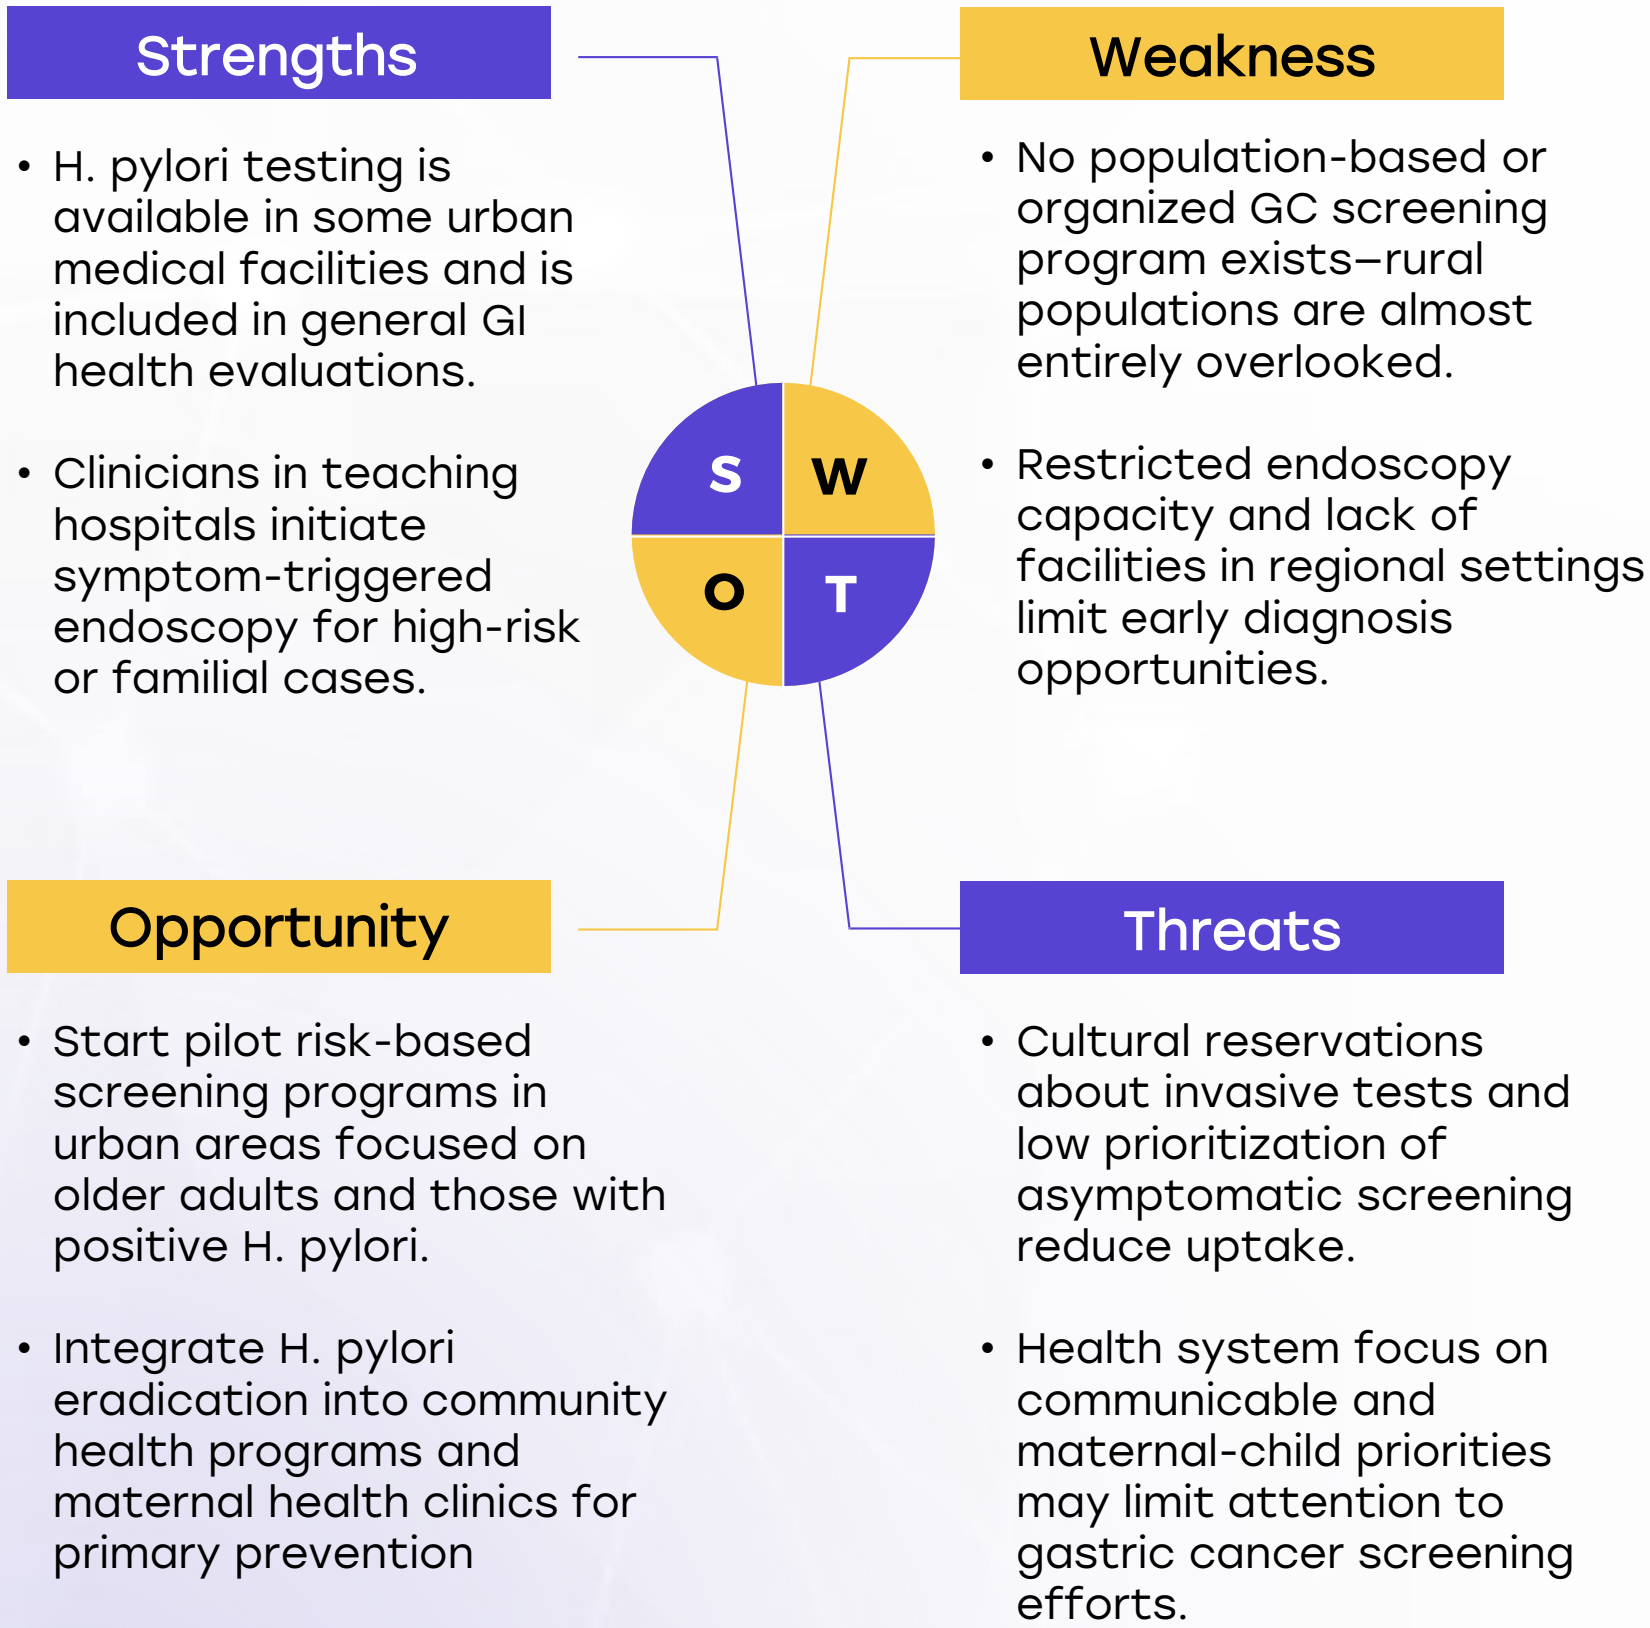 Strengths
• H. pylori testing is
available in some urban
medical facilities and is
included in general GI
health evaluations.
• Clinicians in teaching
hospitals initiate
symptom-triggered
endoscopy for high-risk
or familial cases.
Weakness
• No population-based or
organized GC screening
program exists—rural
populations are almost
entirely overlooked.
• Restricted endoscopy
capacity and lack of
facilities in regional settings
limit early diagnosis
opportunities.
S
W
O
T
Opportunity
• Start pilot risk-based
screening programs in
urban areas focused on
older adults and those with
positive H. pylori.
• Integrate H. pylori
eradication into community
health programs and
maternal health clinics for
primary prevention
Threats
• Cultural reservations
about invasive tests and
low prioritization of
asymptomatic screening
reduce uptake.
• Health system focus on
communicable and
maternal-child priorities
may limit attention to
gastric cancer screening
efforts.